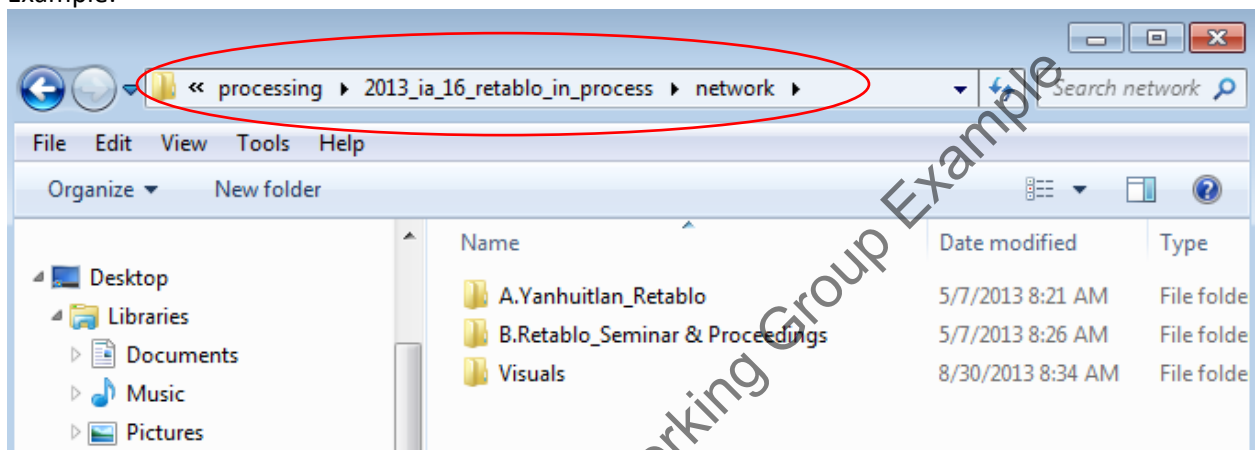 Example:
« processing ▸ 2013_ia_16_retablo_in_process ▸ network ▸
Search network
File Edit View Tools Help
Organize ▾ New folder
Name Date modified Type
Desktop
Libraries
Documents
Music
Pictures
A.Yanhuitlan_Retablo 5/7/2013 8:21 AM File folde
B.Retablo_Seminar & Proceedings 5/7/2013 8:26 AM File folde
Visuals 8/30/2013 8:34 AM File folde
orking Group Example